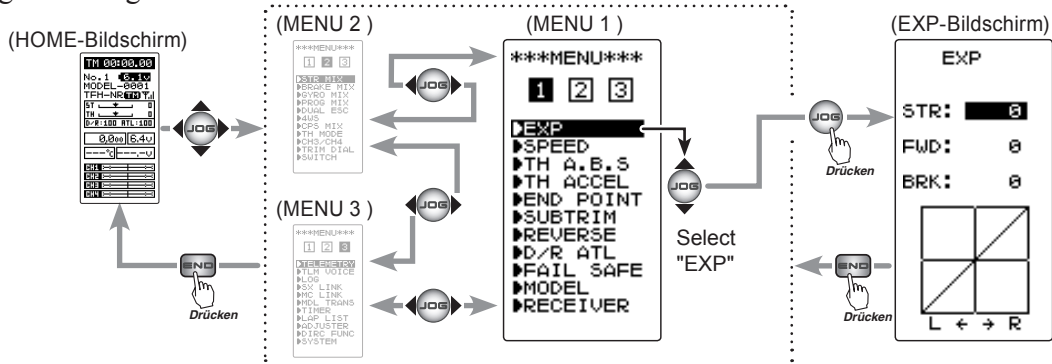 (HOME-Bildschirm)
TM 00:00.00
No.1 6.1v
MODEL-0001
TFH-NR TM
ST 0
TH 0
D/R:100 ATL:100
0.0 6.4v
---°c ---.-v
CH1
CH2
CH3
CH4
END
Drücken
JOG
(MENU 2 )
***MENU***
1 2 3
STR MIX
BRAKE MIX
GYRO MIX
PROG MIX
DUAL ESC
4WS
CPS MIX
TH MODE
CH3/CH4
TRIM DIAL
SWITCH
JOG
(MENU 3 )
***MENU***
1 2 3
TELEMETRY
TLM VOICE
LOG
SX LINK
MC LINK
MDL TRANS
TIMER
LAP LIST
ADJUSTER
DIRC FUNC
SYSTEM
JOG
JOG
(MENU 1 )
***MENU***
1 2 3
EXP
SPEED
TH A.B.S
TH ACCEL
END POINT
SUBTRIM
REVERSE
D/R ATL
FAIL SAFE
MODEL
RECEIVER
JOG
Select
"EXP"
JOG
Drücken
END
Drücken
(EXP-Bildschirm)
EXP
STR: 0
FWD: 0
BRK: 0
L ← → R